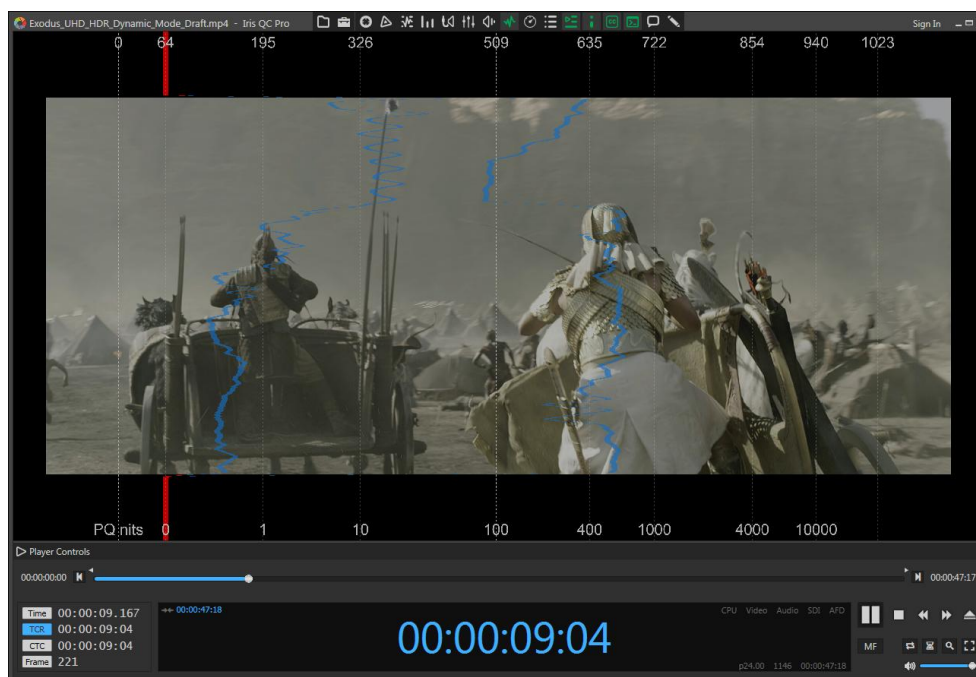 Exodus_UHD_HDR_Dynamic_Mode_Draft.mp4 - Iris QC Pro
Sign In
0 64 195 326 509 635 722 854 940 1023
PQ nits 0 1 10 100 400 1000 4000 10000
Player Controls
00:00:00:00 00:00:47:17
Time 00:00:09.167
TCR 00:00:09:04
CTC 00:00:09:04
Frame 221
00:00:47:18
CPU Video Audio SDI AFD
00:00:09:04
p24.00 1146 00:00:47:18
MF